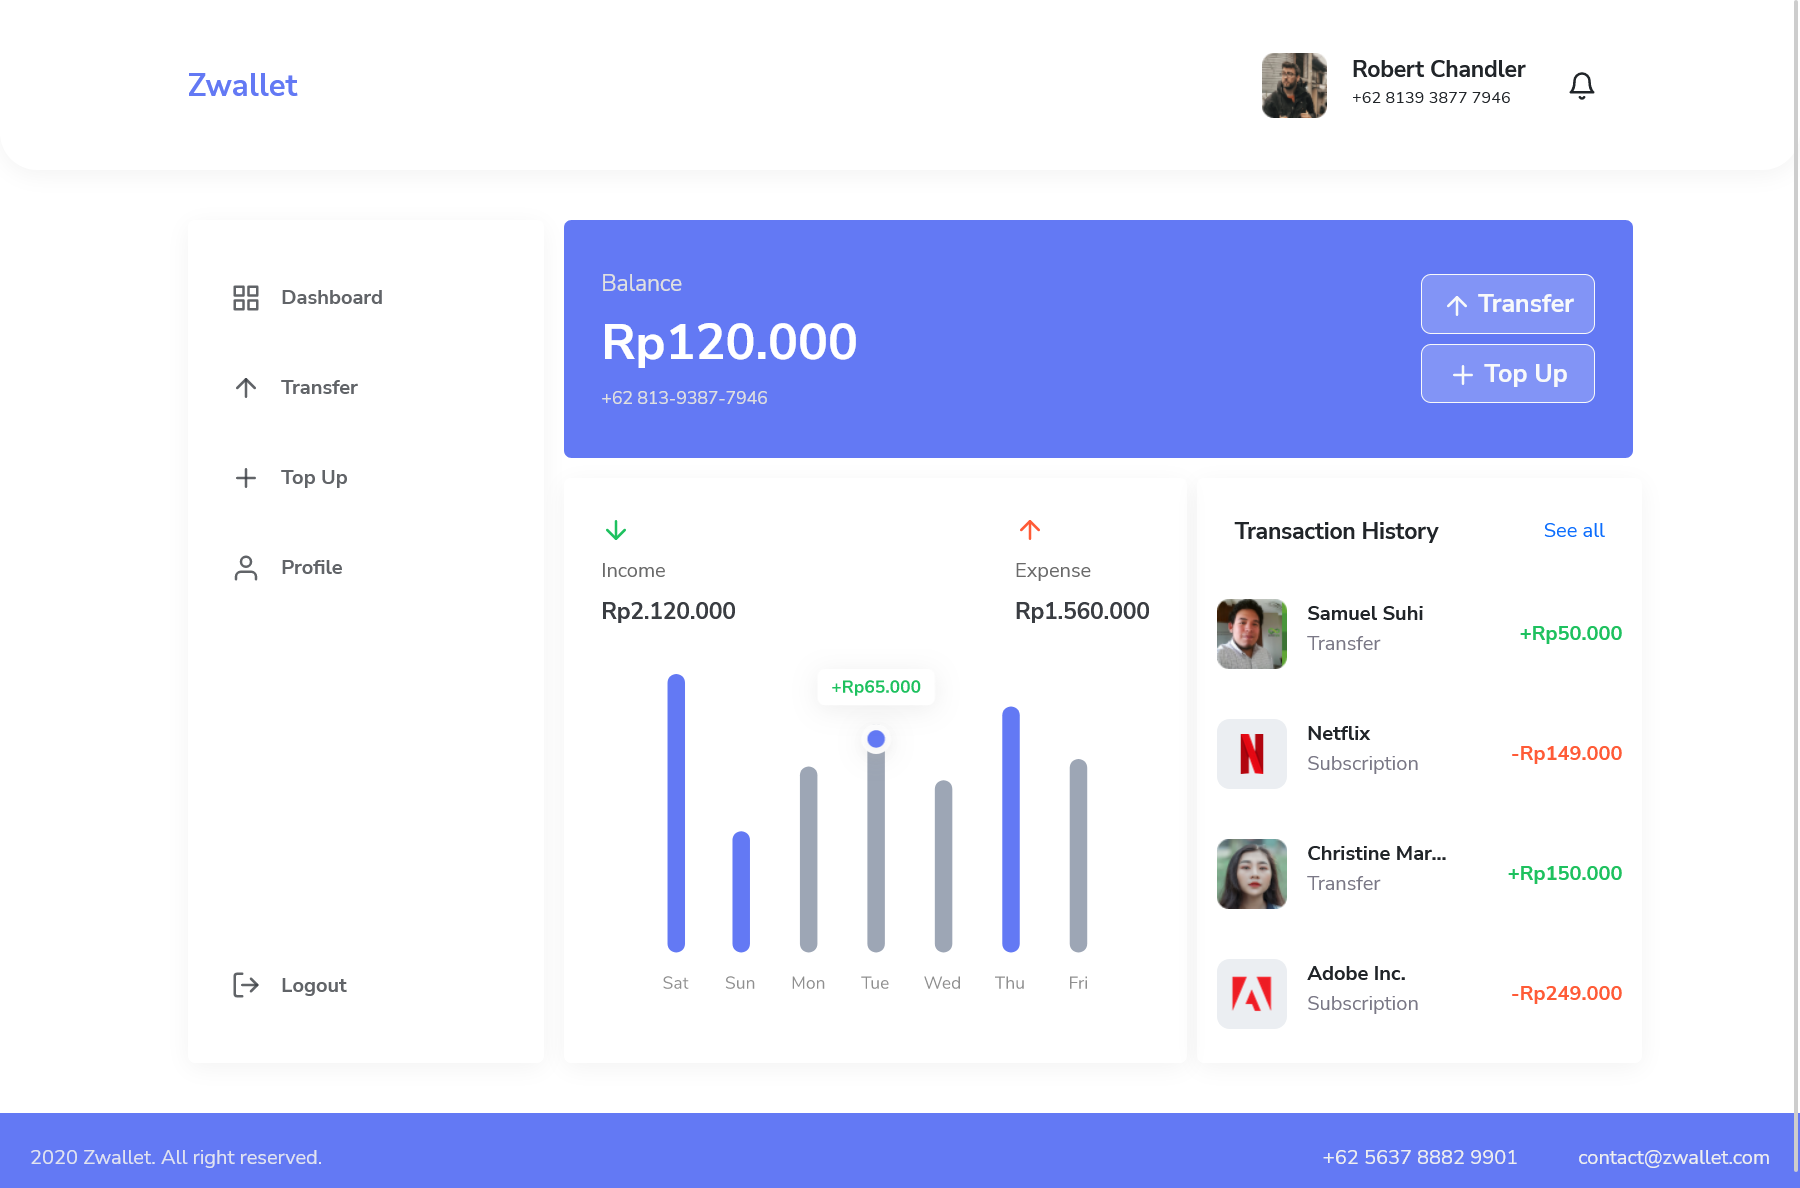 Zwallet
Robert Chandler
+62 8139 3877 7946
Dashboard
Transfer
Top Up
Profile
Logout
Balance
Rp120.000
+62 813-9387-7946
Transfer
Top Up
Income
Rp2.120.000
Expense
Rp1.560.000
+Rp65.000
Sat Sun Mon Tue Wed Thu Fri
Transaction History See all
Samuel Suhi
Transfer
+Rp50.000
Netflix
Subscription
-Rp149.000
Christine Mar...
Transfer
+Rp150.000
Adobe Inc.
Subscription
-Rp249.000
2020 Zwallet. All right reserved. +62 5637 8882 9901 contact@zwallet.com